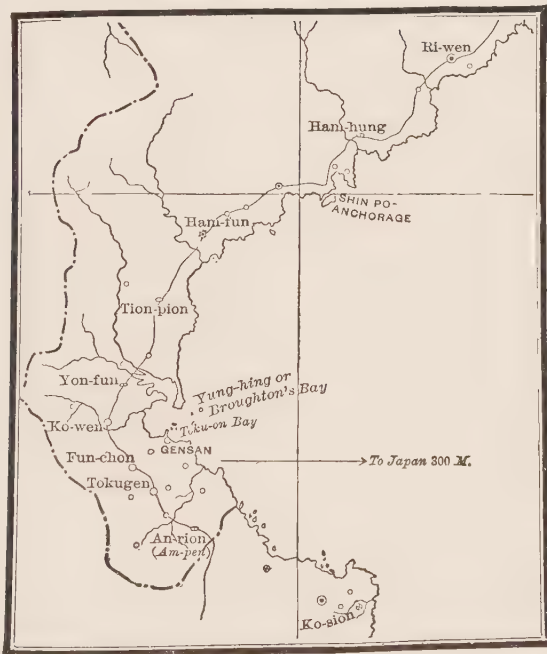 Ri-wen
Ham-hung
SHIN PO-
ANCHORAGE
Ham-fun
Tion-pion
Yon-fun
Yung-hing or
Broughton's Bay
Ko-wen
Toku-on Bay
GENSAN
Fun-chon
To Japan 300 M.
Tokugen
An-rion
(Am-pen)
Ko-sion